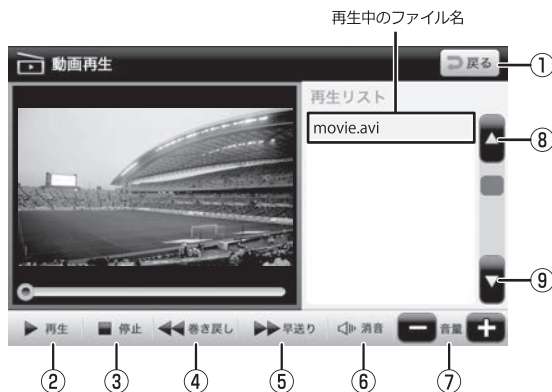 再生中のファイル名
動画再生
戻る
①
再生リスト
movie.avi
⑧
⑨
再生
停止
巻き戻し
早送り
消音
音量
②
③
④
⑤
⑥
⑦